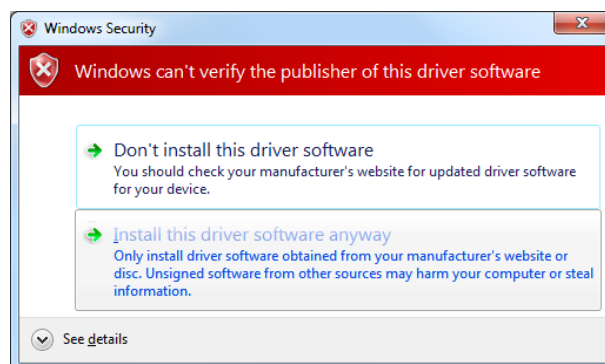 Windows Security
Windows can't verify the publisher of this driver software
Don't install this driver software
You should check your manufacturer's website for updated driver software
for your device.
Install this driver software anyway
Only install driver software obtained from your manufacturer's website or
disc. Unsigned software from other sources may harm your computer or steal
information.
See details